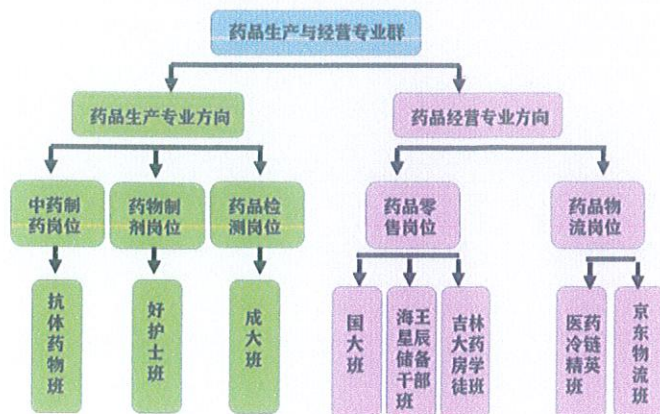 药品生产与经营专业群
药品生产专业方向
药品经营专业方向
中药制
药岗位
药物制
剂岗位
药品检
测岗位
药品零
售岗位
药品物
流岗位
抗体药物班
好护士班
成大班
国大班
海王
星辰
储备
干部
班
吉林
大药
房学
徒班
医药
冷链
精英
班
京东物流班